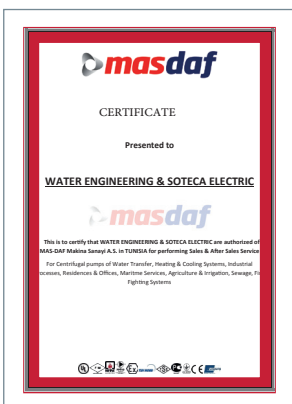 masdaf
CERTIFICATE
Presented to
WATER ENGINEERING & SOTECA ELECTRIC
masdaf
This is to certify that WATER ENGINEERING & SOTECA ELECTRIC are authorized of
MAS-DAF Makina Sanayi A.S. in TUNISIA for performing Sales & After Sales Service
For Centrifugal pumps of Water Transfer, Heating & Cooling Systems, Industrial
ocesses, Residences & Offices, Maritme Services, Agriculture & Irrigation, Sewage, Fi
Fighting Systems